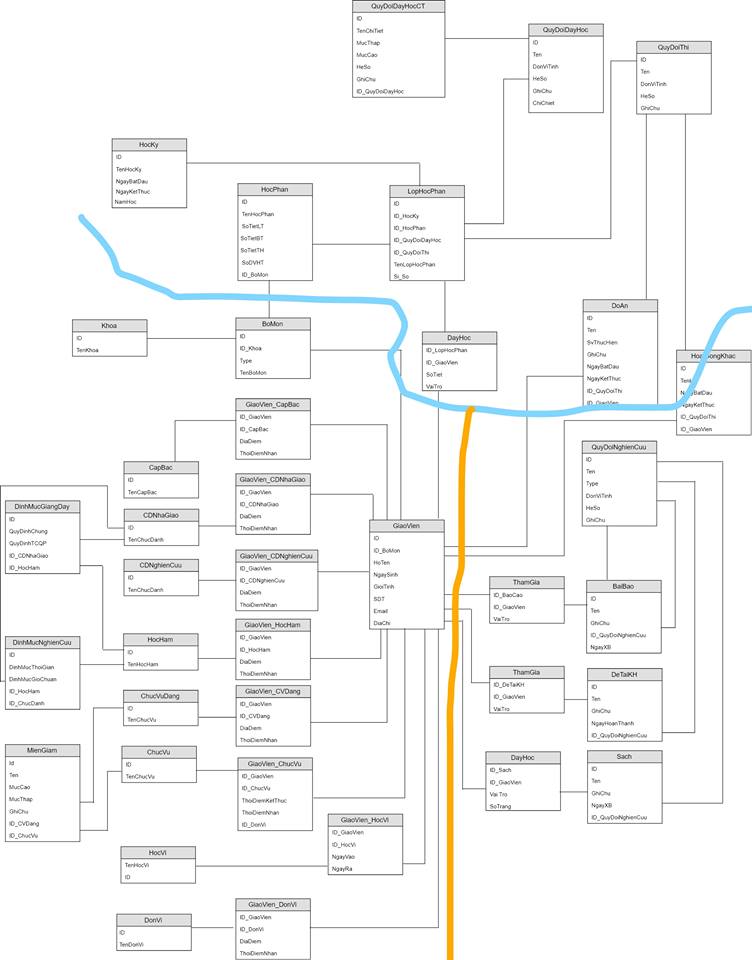 QuyDoiDayHocCT
ID
TenChiTiet
MucThap
MucCao
HeSo
GhiChu
ID_QuyDoiDayHoc
QuyDoiDayHoc
ID
Ten
DonViTinh
HeSo
GhiChu
ChiChiet
QuyDoiThi
ID
Ten
DonViTinh
HeSo
GhiChu
HocKy
ID
TenHocKy
NgayBatDau
NgayKetThuc
NamHoc
HocPhan
ID
TenHocPhan
SoTietLT
SoTietBT
SoTietTH
SoDVHT
ID_BoMon
LopHocPhan
ID
ID_HocKy
ID_HocPhan
ID_QuyDoiDayHoc
ID_QuyDoiThi
TenLopHocPhan
Si_So
Khoa
ID
TenKhoa
BoMon
ID
ID_Khoa
Type
TenBoMon
DayHoc
ID_LopHocPhan
ID_GiaoVien
SoTiet
VaiTro
DoAn
ID
Ten
SvThucHien
GhiChu
NgayBatDau
NgayKetThuc
ID_QuyDoiThi
ID_GiaoVien
ID
NgayBatDau
NgayKetThuc
ID_QuyDoiThi
ID_GiaoVien
GiaoVien_CapBac
ID_GiaoVien
ID_CapBac
DiaDiem
ThoiDiemNhan
CapBac
ID
TenCapBac
QuyDoiNghienCuu
ID
Ten
Type
DonViTinh
HeSo
GhiChu
DinhMucGiangDay
ID
QuyDinhChung
QuyDinhTCQP
ID_CDNhaGiao
ID_HocHam
CDNhaGiao
ID
TenChucDanh
GiaoVien_CDNhaGiao
ID_GiaoVien
ID_CDNhaGiao
DiaDiem
ThoiDiemNhan
GiaoVien
ID
ID_BoMon
HoTen
NgaySinh
GioiTinh
SDT
Email
DiaChi
CDNghienCuu
ID
TenChucDanh
GiaoVien_CDNghienCuu
ID_GiaoVien
ID_CDNghienCuu
DiaDiem
ThoiDiemNhan
ThamGia
ID_BaoCao
ID_GiaoVien
VaiTro
BaiBao
ID
Ten
GhiChu
ID_QuyDoiNghienCuu
NgayXB
DinhMucNghienCuu
ID
DinhMucThoiGian
DinhMucGioChuan
ID_HocHam
ID_ChucDanh
HocHam
ID
TenHocHam
GiaoVien_HocHam
ID_GiaoVien
ID_HocHam
DiaDiem
ThoiDiemNhan
ThamGia
ID_DeTaiKH
ID_GiaoVien
VaiTro
DeTaiKH
ID
Ten
GhiChu
NgayHoanThanh
ID_QuyDoiNghienCuu
ChucVuDang
ID
TenChucVu
GiaoVien_CVDang
ID_GiaoVien
ID_CVDang
DiaDiem
ThoiDiemNhan
MienGiam
Id
Ten
MucCao
MucThap
GhiChu
ID_CVDang
ID_ChucVu
ChucVu
ID
TenChucVu
GiaoVien_ChucVu
ID_GiaoVien
ID_ChucVu
ThoiDiemKetThuc
ThoiDiemNhan
ID_DonVi
DayHoc
ID_Sach
ID_GiaoVien
Vai Tro
SoTrang
Sach
ID
Ten
GhiChu
NgayXB
ID_QuyDoiNghienCuu
HocVi
TenHocVi
ID
GiaoVien_HocVi
ID_GiaoVien
ID_HocVi
NgayVao
NgayRa
DonVi
ID
TenDonVi
GiaoVien_DonVi
ID_GiaoVien
ID_DonVi
DiaDiem
ThoiDiemNhan